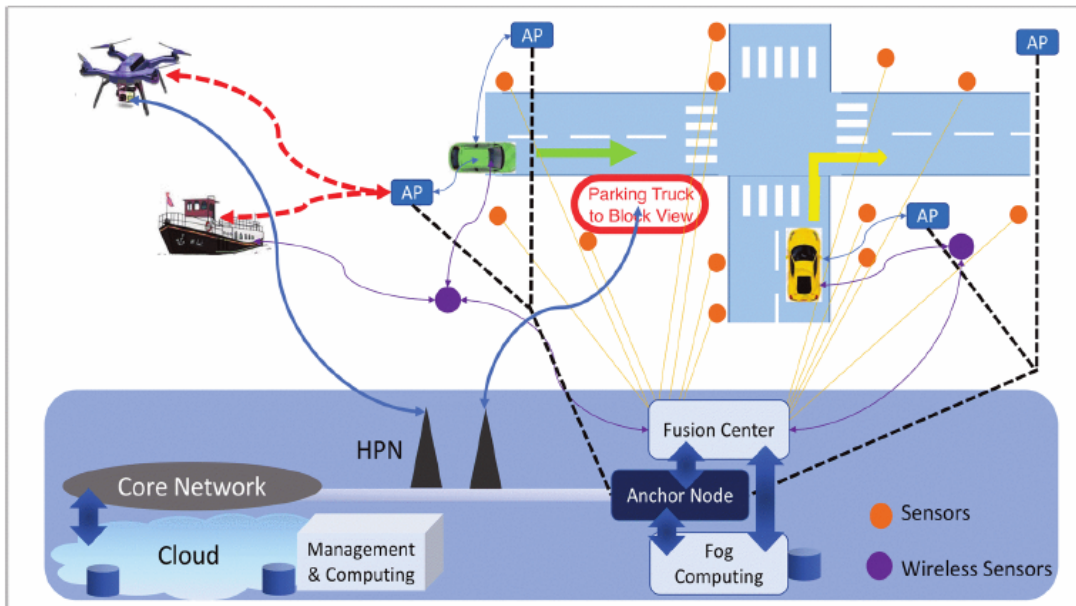 AP
AP
AP
Parking Truck
to Block View
AP
Fusion Center
HPN
Core Network
Anchor Node
Sensors
Cloud
Management
& Computing
Fog
Computing
Wireless Sensors